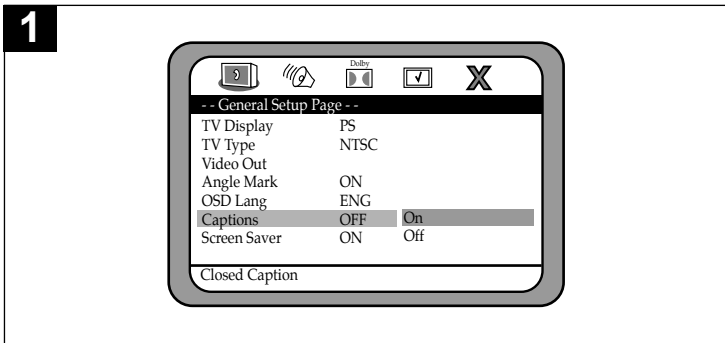 1
Dolby
- - General Setup Page - -
TV Display PS
TV Type NTSC
Video Out
Angle Mark ON
OSD Lang ENG
Captions OFF On
Screen Saver ON Off
Closed Caption